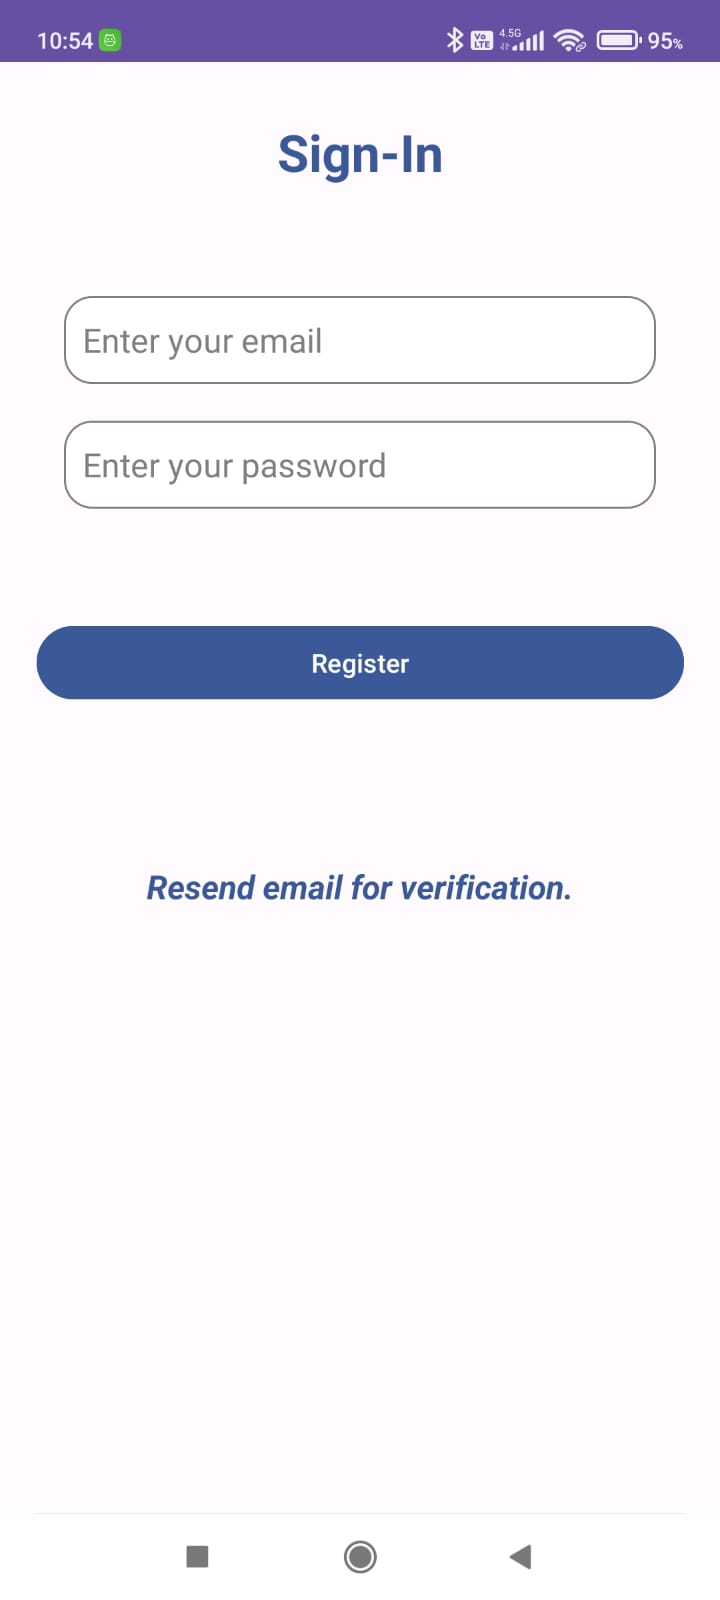 10:54 Vo LTE 4.5G 95%
Sign-In
Enter your email
Enter your password
Register
Resend email for verification.